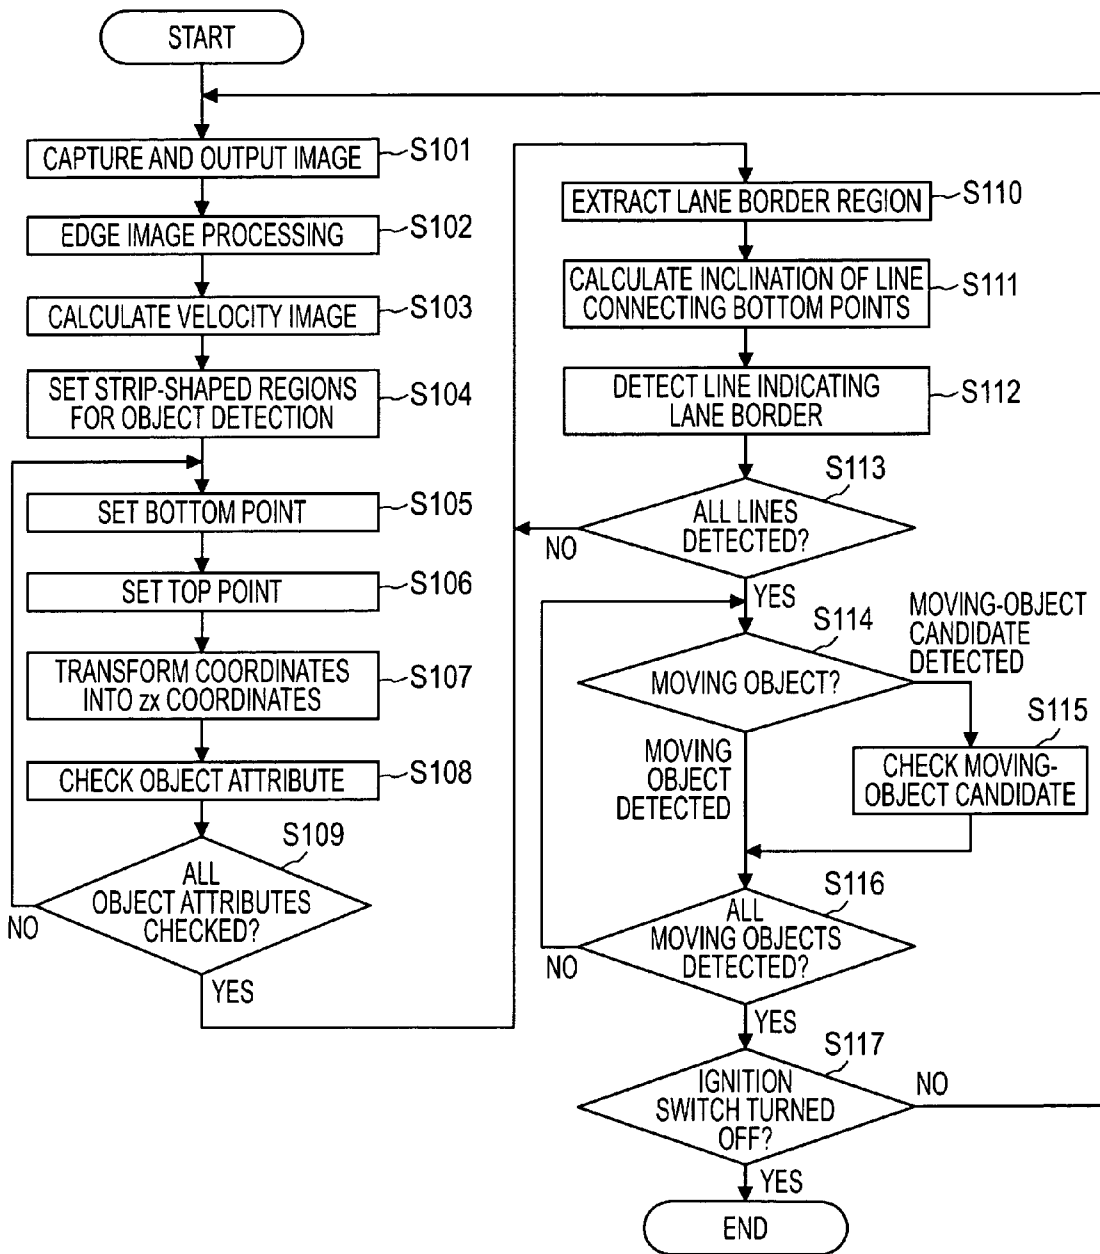 START
CAPTURE AND OUTPUT IMAGE
S101
EDGE IMAGE PROCESSING
S102
CALCULATE VELOCITY IMAGE
S103
SET STRIP-SHAPED REGIONS
FOR OBJECT DETECTION
S104
SET BOTTOM POINT
S105
SET TOP POINT
S106
TRANSFORM COORDINATES
INTO zx COORDINATES
S107
CHECK OBJECT ATTRIBUTE
S108
S109
ALL
OBJECT ATTRIBUTES
CHECKED?
NO
YES
EXTRACT LANE BORDER REGION
S110
CALCULATE INCLINATION OF LINE
CONNECTING BOTTOM POINTS
S111
DETECT LINE INDICATING
LANE BORDER
S112
S113
ALL LINES
DETECTED?
NO
YES
S114
MOVING OBJECT?
MOVING-OBJECT
CANDIDATE
DETECTED
MOVING
OBJECT
DETECTED
S115
CHECK MOVING-
OBJECT CANDIDATE
S116
ALL
MOVING OBJECTS
DETECTED?
NO
YES
S117
IGNITION
SWITCH TURNED
OFF?
NO
YES
END